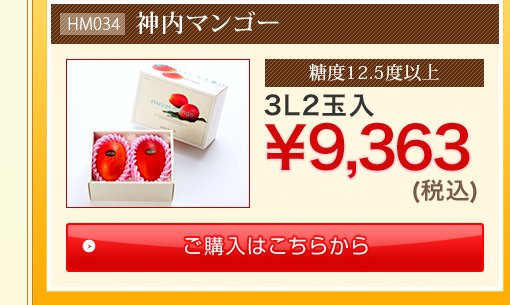 HM034 神内マンゴー
糖度12.5度以上
3L2玉入
¥9,363
(税込)
ご購入はこちらから